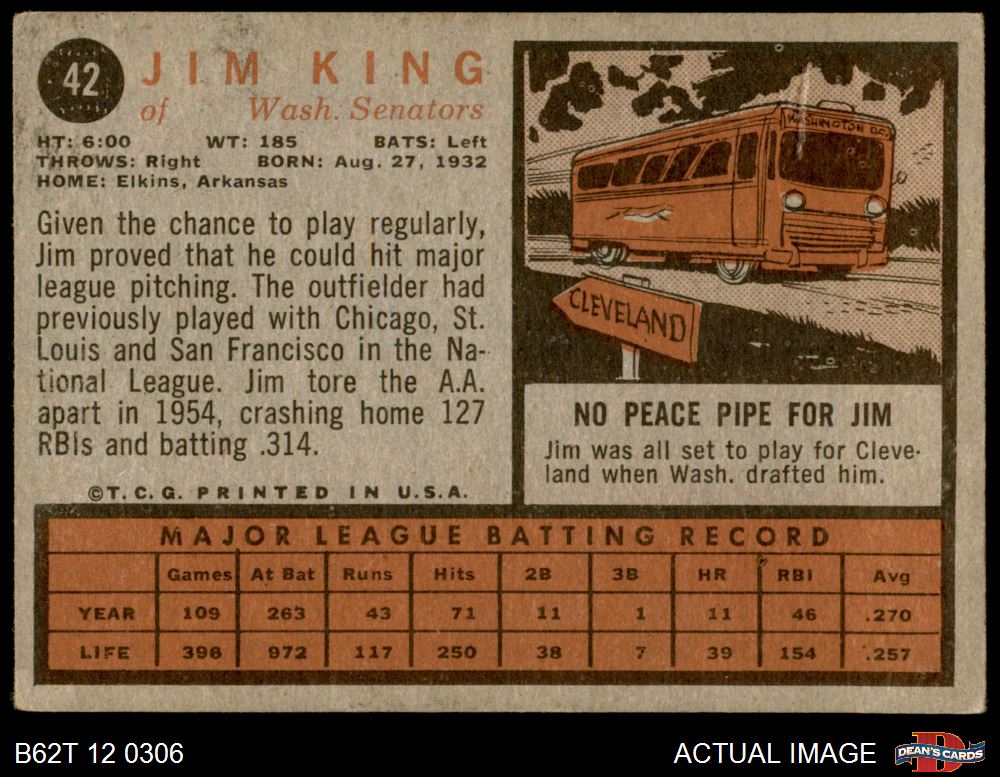 42
JIM KING
of Wash. Senators
HT: 6:00 WT: 185 BATS: Left
THROWS: Right BORN: Aug. 27, 1932
HOME: Elkins, Arkansas
Given the chance to play regularly,
Jim proved that he could hit major
league pitching. The outfielder had
previously played with Chicago, St.
Louis and San Francisco in the Na-
tional League. Jim tore the A.A.
apart in 1954, crashing home 127
RBIs and batting .314.
©T.C.G. PRINTED IN U.S.A.
WASHINGTON D.C.
CLEVELAND
NO PEACE PIPE FOR JIM
Jim was all set to play for Cleve-
land when Wash. drafted him.
MAJOR LEAGUE BATTING RECORD
Games At Bat Runs Hits 2B 3B HR RBI Avg
YEAR 109 263 43 71 11 1 11 46 .270
LIFE 398 972 117 250 38 7 39 154 .257
B62T 12 0306
ACTUAL IMAGE
DEAN'S CARDS